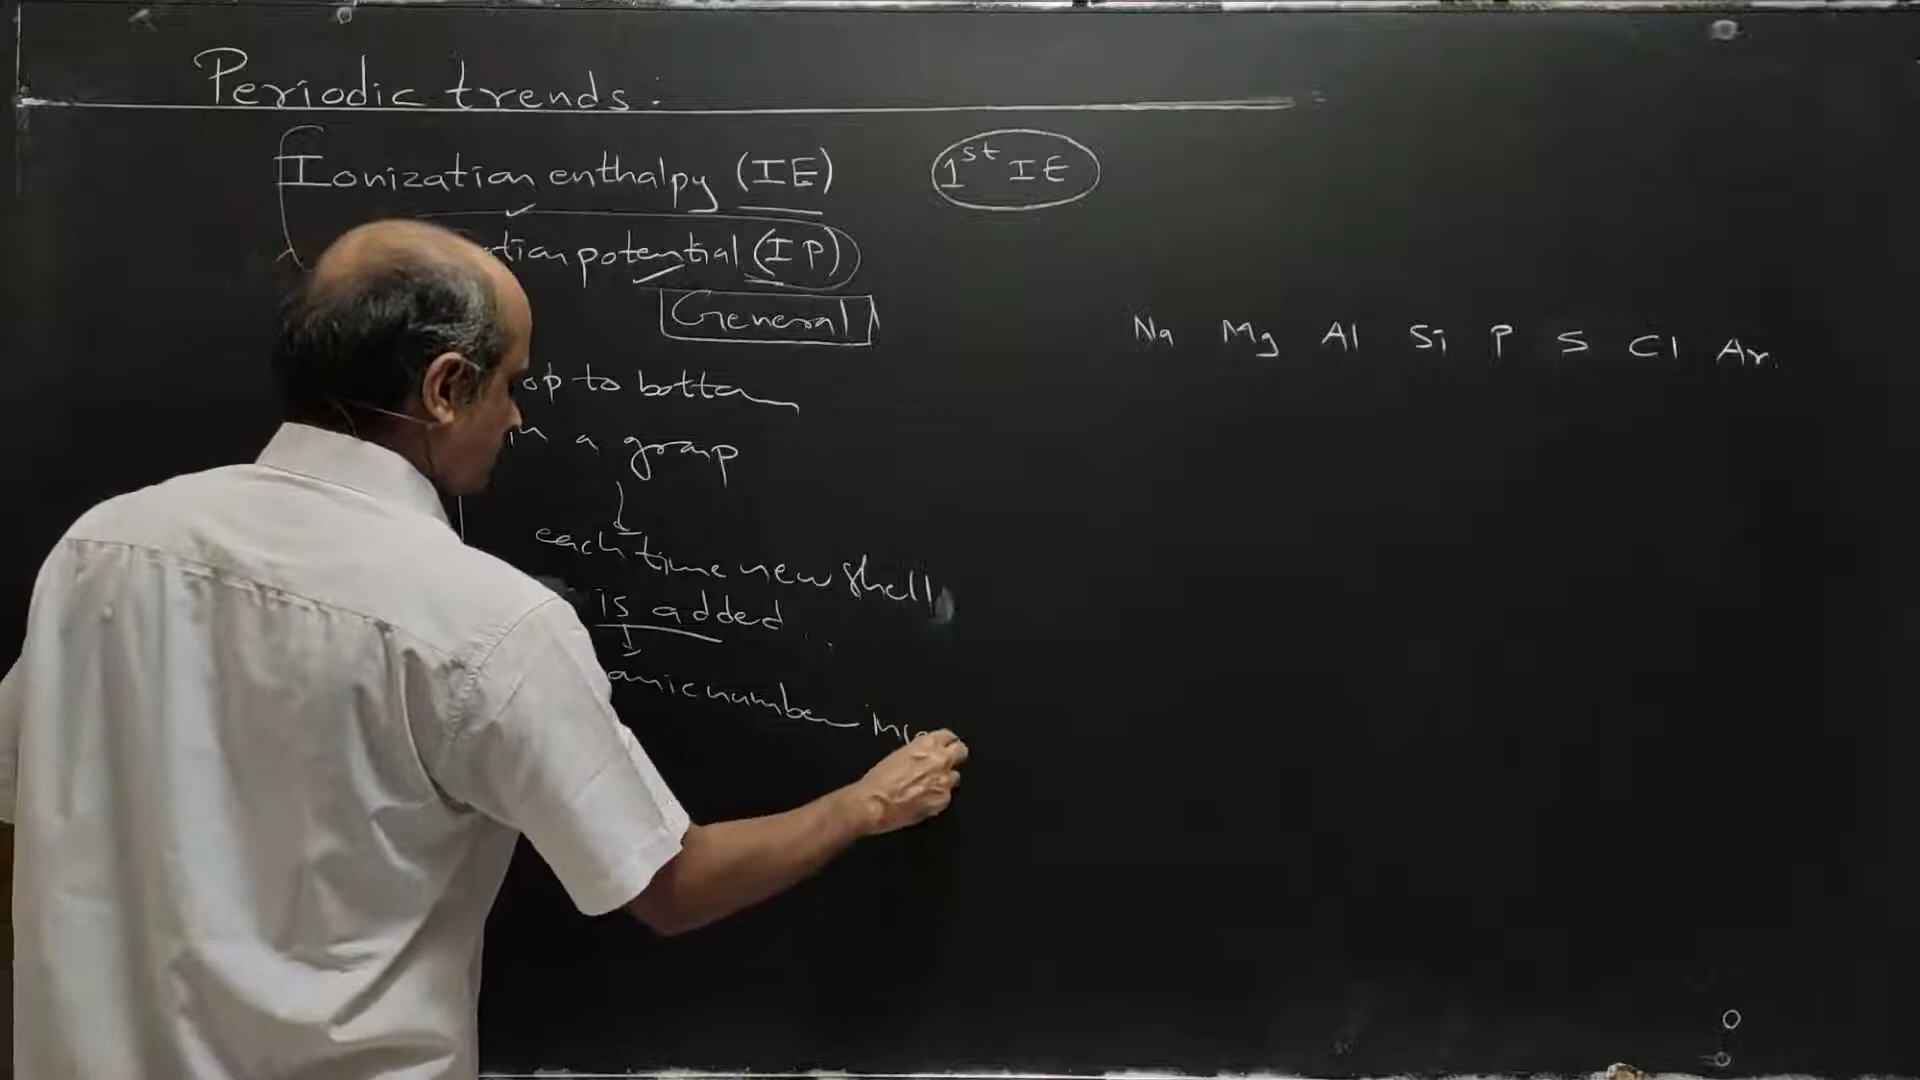 Periodic trends:
Ionization enthalpy (IE) 1st IE
potential (IP)
General
Na Mg Al Si P S Cl Ar.
to bottom
a group
each time new shell
is added
number